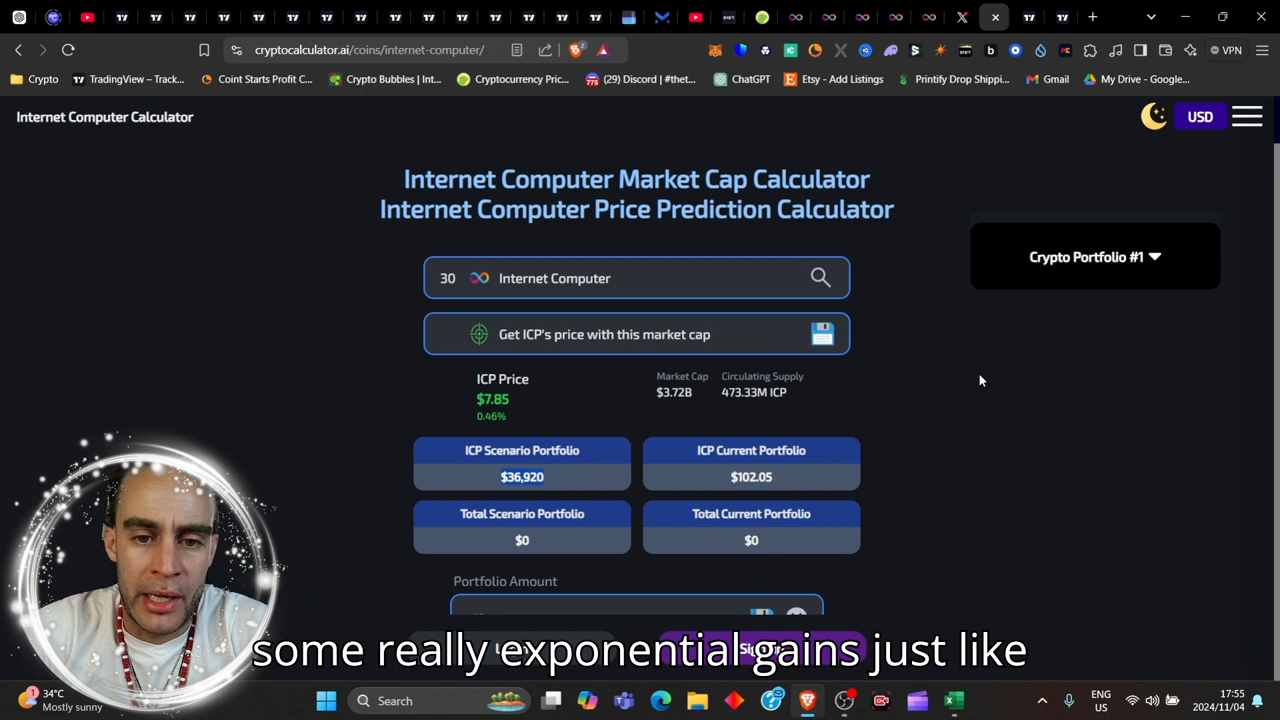 cryptocalculator.ai/coins/internet-computer/
2
VPN
Crypto
TradingView – Track...
Coint Starts Profit C...
Crypto Bubbles | Int...
Cryptocurrency Pric...
(29) Discord | #thet...
ChatGPT
Etsy - Add Listings
Printify Drop Shippi...
Gmail
My Drive - Google...
Internet Computer Calculator
USD
Internet Computer Market Cap Calculator
Internet Computer Price Prediction Calculator
30 Internet Computer
Crypto Portfolio #1
Get ICP's price with this market cap
ICP Price
$7.85
0.46%
Market Cap
$3.72B
Circulating Supply
473.33M ICP
ICP Scenario Portfolio
$36,920
ICP Current Portfolio
$102.05
Total Scenario Portfolio
$0
Total Current Portfolio
$0
Portfolio Amount
some really exponential gains just like
1
34°C
Mostly sunny
Search
ENG
US
17:55
2024/11/04